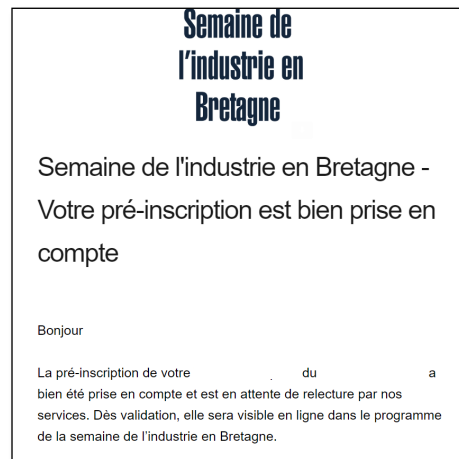 Semaine de
l'industrie en
Bretagne
Semaine de l'industrie en Bretagne -
Votre pré-inscription est bien prise en
compte
Bonjour
La pré-inscription de votre . du a
bien été prise en compte et est en attente de relecture par nos
services. Dès validation, elle sera visible en ligne dans le programme
de la semaine de l'industrie en Bretagne.